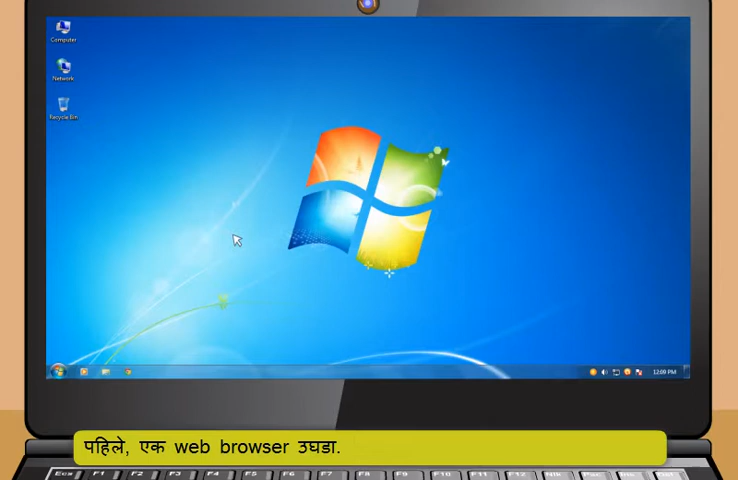 Computer
Network
Recycle Bin
12:09 PM
पहिले, एक web browser उघडा.
Esc F1 F2 F3 F4 F5 F6 F7 F8 F9 F10 F11 F12